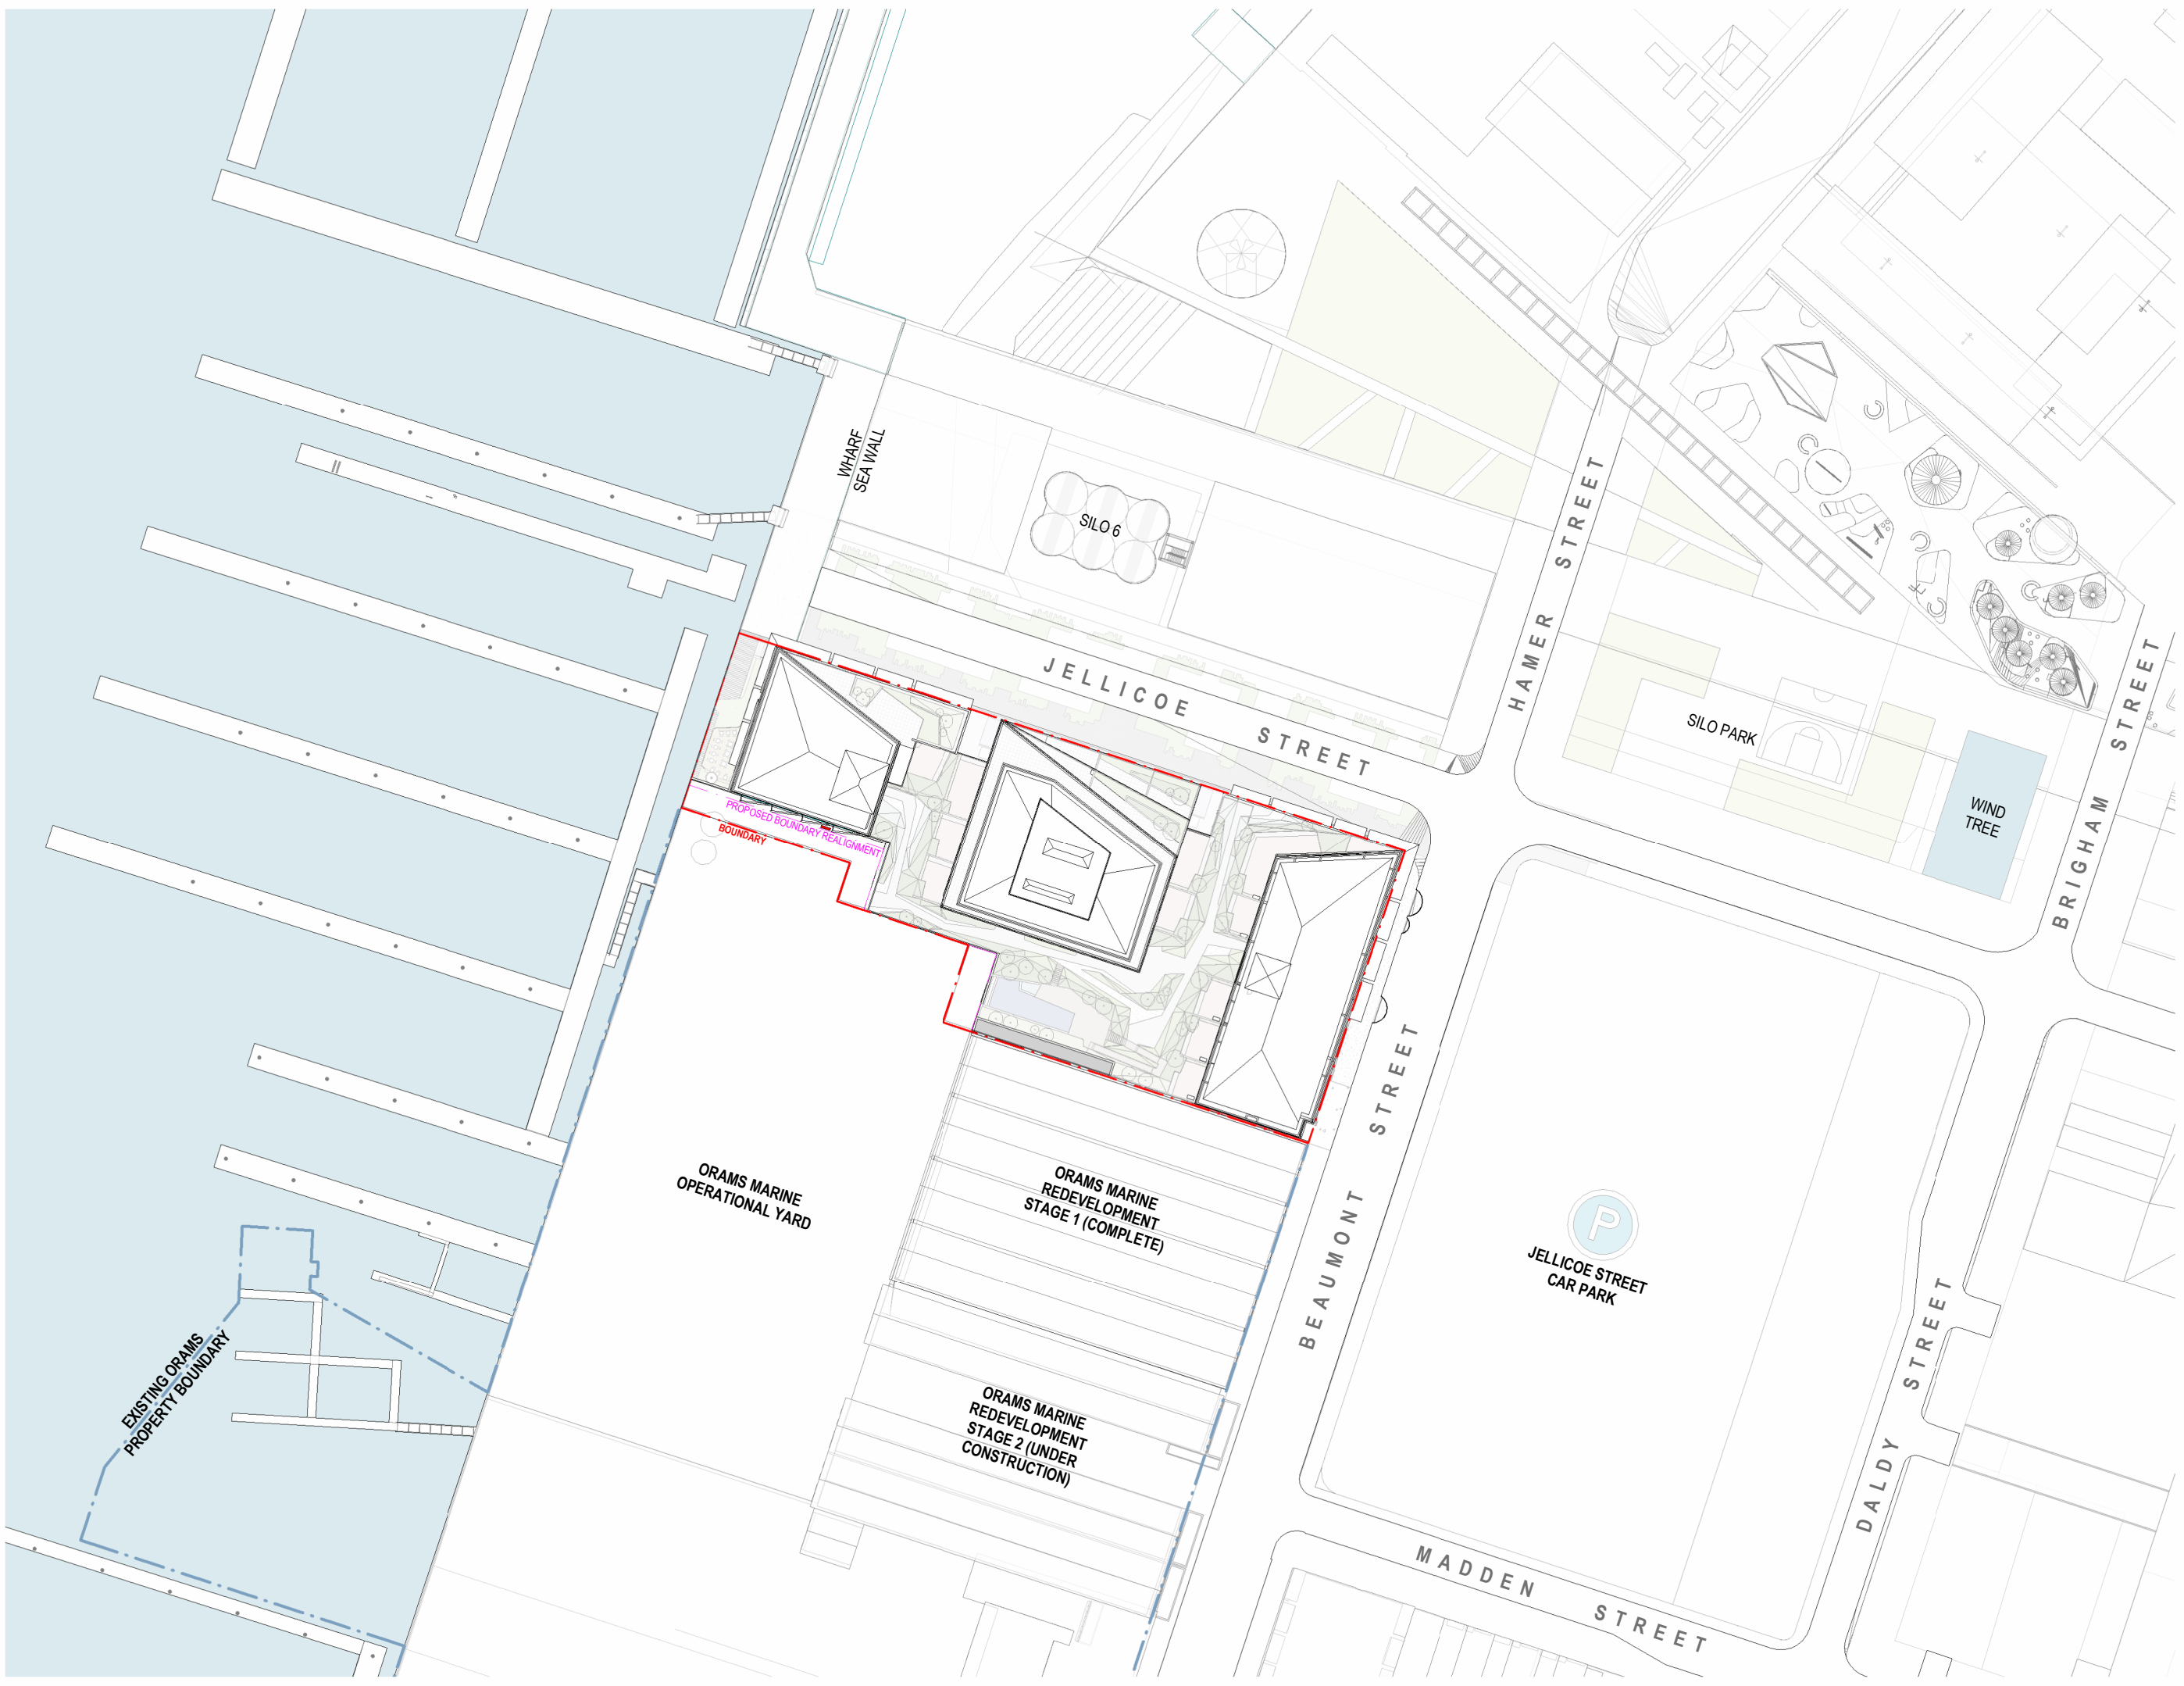 WHARF
SEA WALL
SILO 6
HAMER STREET
JELLICOE STREET
SILO PARK
WIND
TREE
BRIGHAM STREET
PROPOSED BOUNDARY REALIGNMENT
BOUNDARY
ORAMS MARINE
OPERATIONAL YARD
ORAMS MARINE
REDEVELOPMENT
STAGE 1 (COMPLETE)
BEAUMONT STREET
P
JELLICOE STREET
CAR PARK
EXISTING ORAMS
PROPERTY BOUNDARY
ORAMS MARINE
REDEVELOPMENT
STAGE 2 (UNDER
CONSTRUCTION)
DALDY STREET
MADDEN STREET